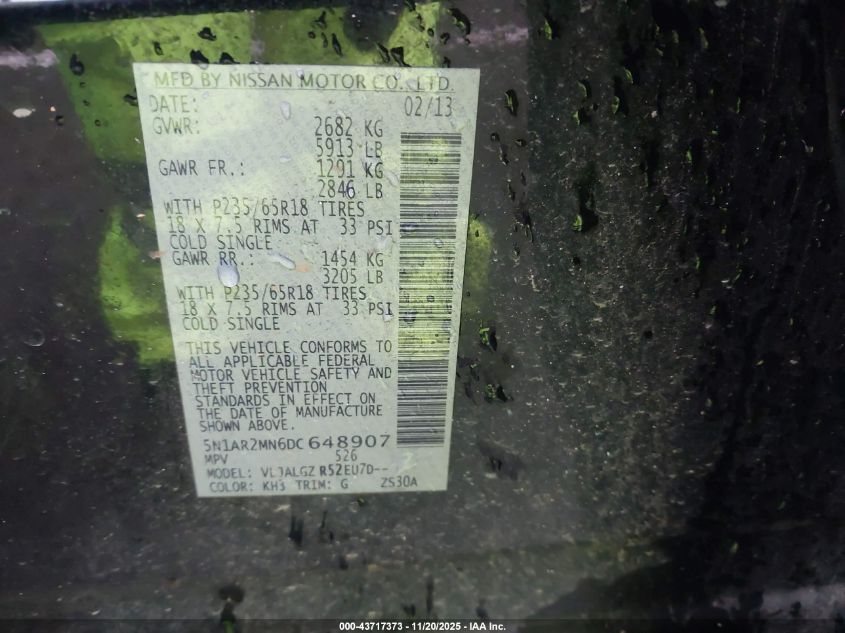 MFD BY NISSAN MOTOR CO., LTD.
DATE: 02/13
GVWR: 2682 KG
5913 LB
GAWR FR.: 1291 KG
2846 LB
WITH P235/65R18 TIRES
18 X 7.5 RIMS AT 33 PSI
COLD SINGLE
GAWR RR.: 1454 KG
3205 LB
WITH P235/65R18 TIRES
18 X 7.5 RIMS AT 33 PSI
COLD SINGLE
THIS VEHICLE CONFORMS TO
ALL APPLICABLE FEDERAL
MOTOR VEHICLE SAFETY AND
THEFT PREVENTION
STANDARDS IN EFFECT ON
THE DATE OF MANUFACTURE
SHOWN ABOVE.
5N1AR2MN6DC 648907
MPV 526
MODEL: R52EU7D--
COLOR: KH3 TRIM: G ZS30A
000-43717373 - 11/20/2025 - IAA Inc.